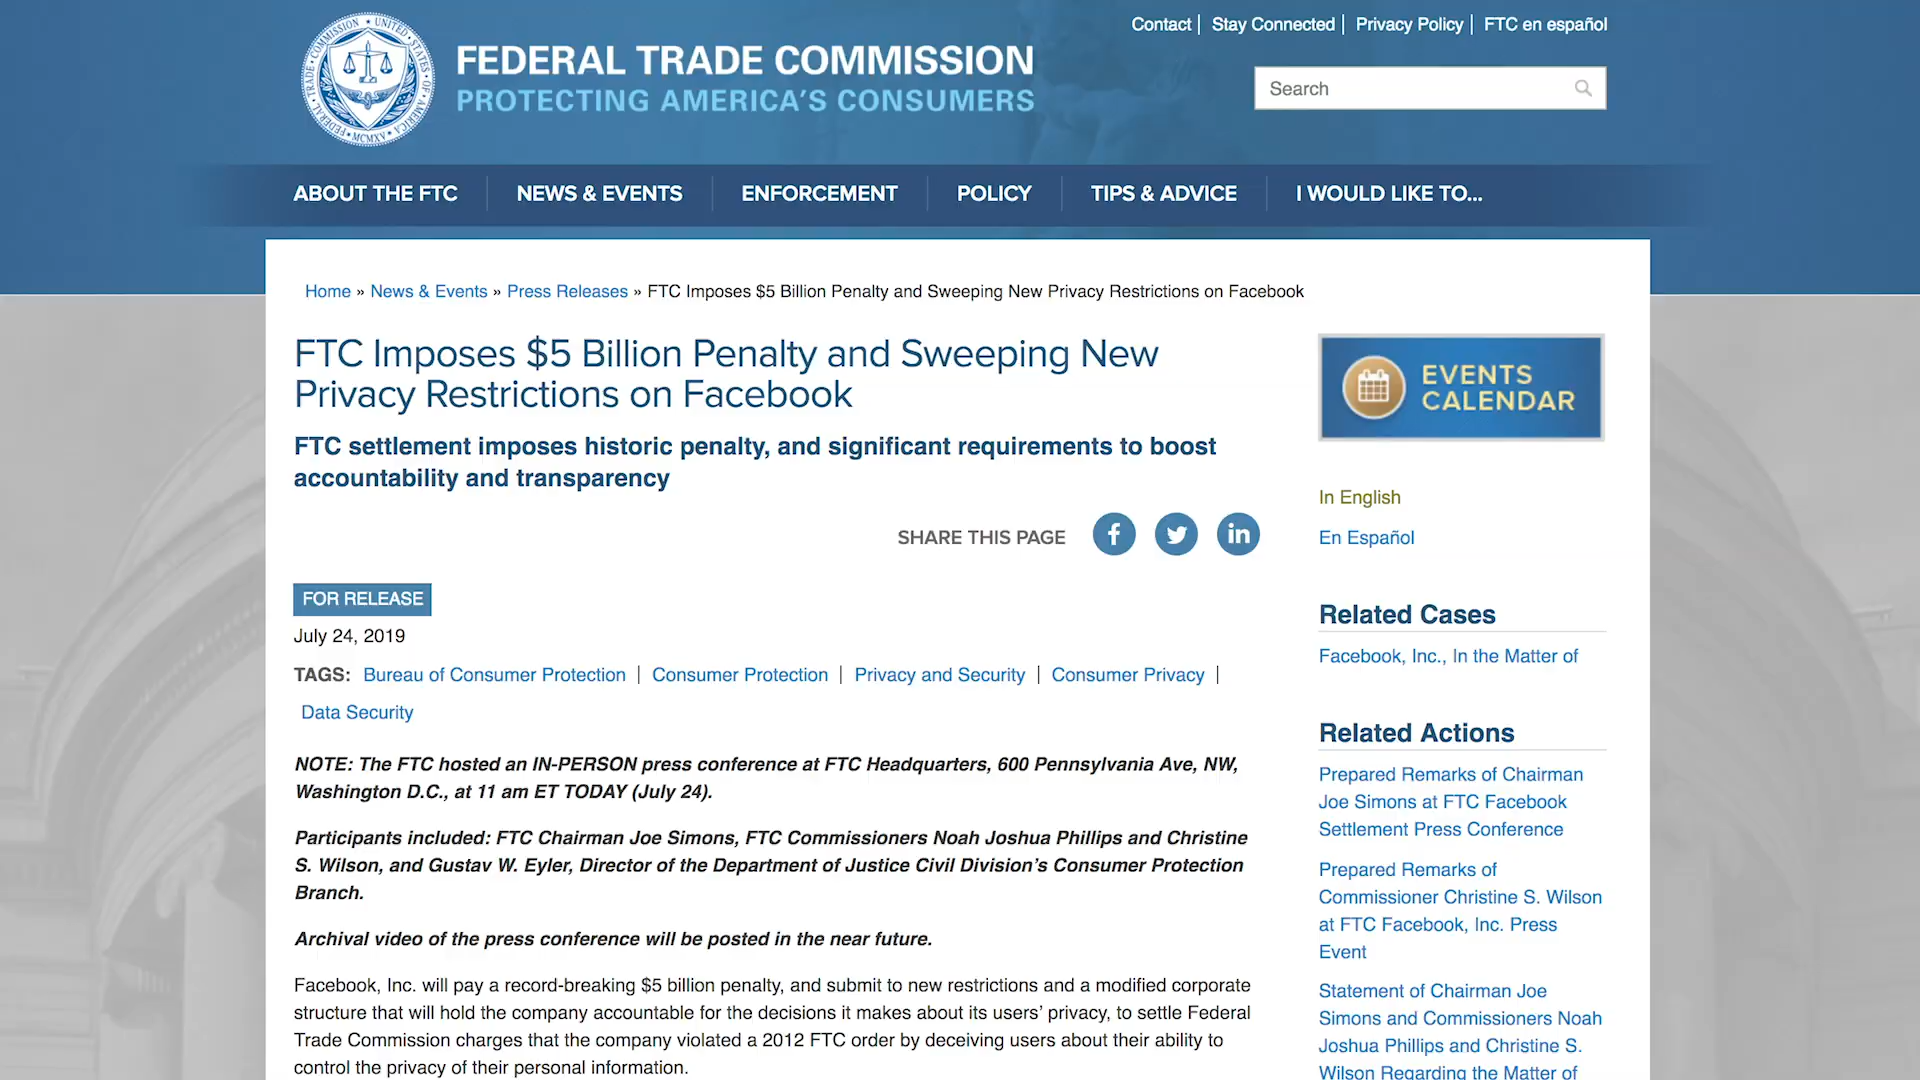 Contact | Stay Connected | Privacy Policy | FTC en español
FEDERAL TRADE COMMISSION
PROTECTING AMERICA'S CONSUMERS
FEDERAL TRADE COMMISSION • UNITED STATES OF AMERICA • MCMXV
Search
ABOUT THE FTC
NEWS & EVENTS
ENFORCEMENT
POLICY
TIPS & ADVICE
I WOULD LIKE TO...
Home » News & Events » Press Releases » FTC Imposes $5 Billion Penalty and Sweeping New Privacy Restrictions on Facebook
FTC Imposes $5 Billion Penalty and Sweeping New
Privacy Restrictions on Facebook
FTC settlement imposes historic penalty, and significant requirements to boost
accountability and transparency
SHARE THIS PAGE
FOR RELEASE
July 24, 2019
TAGS: Bureau of Consumer Protection | Consumer Protection | Privacy and Security | Consumer Privacy |
Data Security
NOTE: The FTC hosted an IN-PERSON press conference at FTC Headquarters, 600 Pennsylvania Ave, NW,
Washington D.C., at 11 am ET TODAY (July 24).
Participants included: FTC Chairman Joe Simons, FTC Commissioners Noah Joshua Phillips and Christine
S. Wilson, and Gustav W. Eyler, Director of the Department of Justice Civil Division’s Consumer Protection
Branch.
Archival video of the press conference will be posted in the near future.
Facebook, Inc. will pay a record-breaking $5 billion penalty, and submit to new restrictions and a modified corporate
structure that will hold the company accountable for the decisions it makes about its users’ privacy, to settle Federal
Trade Commission charges that the company violated a 2012 FTC order by deceiving users about their ability to
control the privacy of their personal information.
EVENTS
CALENDAR
In English
En Español
Related Cases
Facebook, Inc., In the Matter of
Related Actions
Prepared Remarks of Chairman
Joe Simons at FTC Facebook
Settlement Press Conference
Prepared Remarks of
Commissioner Christine S. Wilson
at FTC Facebook, Inc. Press
Event
Statement of Chairman Joe
Simons and Commissioners Noah
Joshua Phillips and Christine S.
Wilson Regarding the Matter of